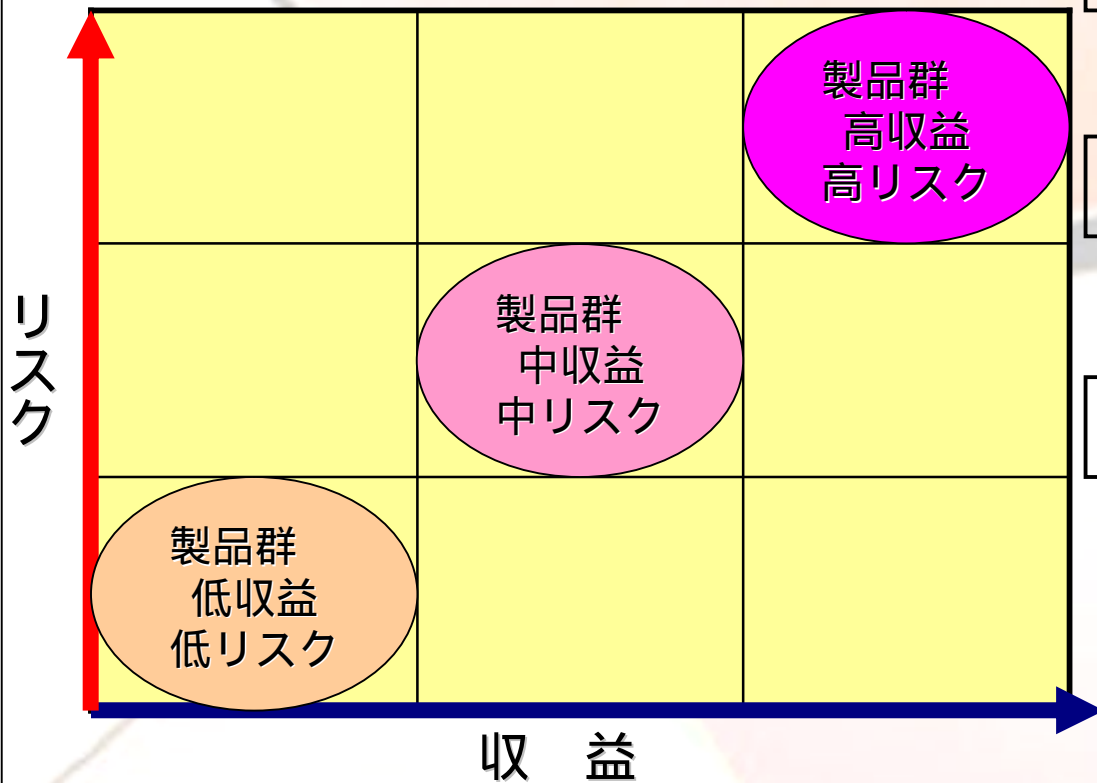 製品群
高収益
高リスク
製品群
中収益
中リスク
製品群
低収益
低リスク
リスク
収 益